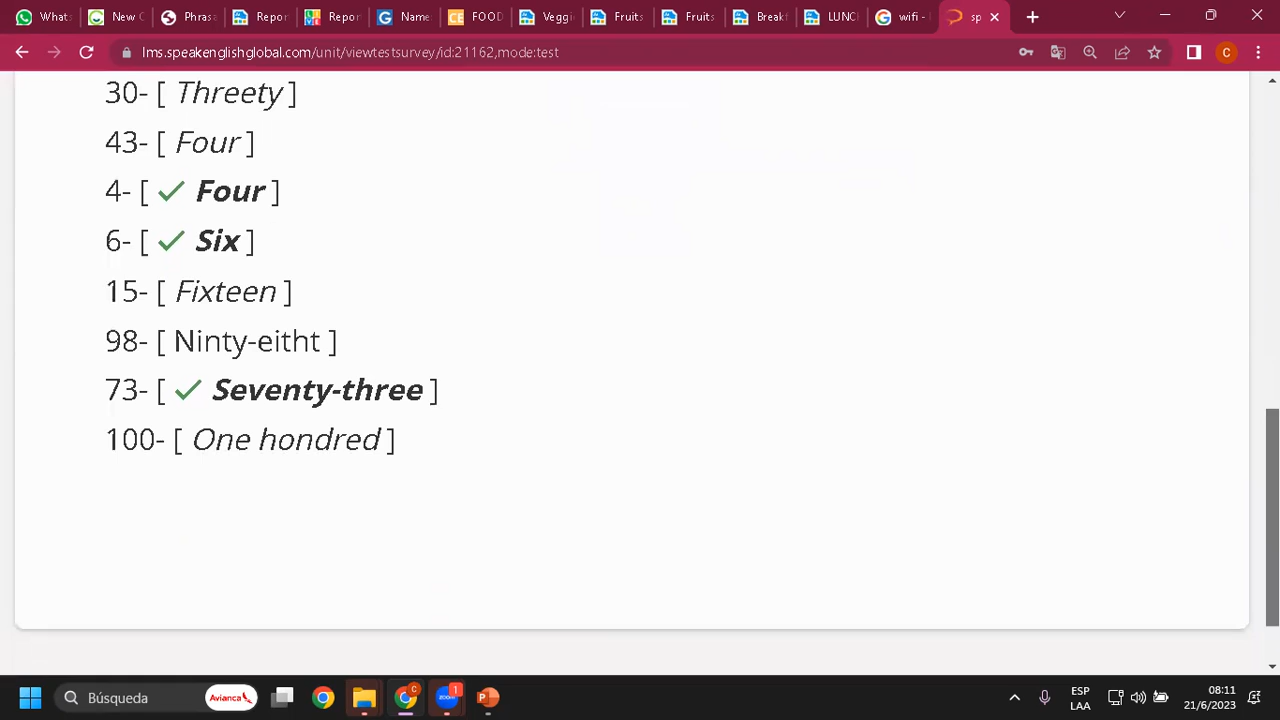 What:
New C
Phrasa
Repor
Repor
Name:
FOOD
Veggi
Fruits
Fruits
Breakf
LUNC
wifi -
sp
lms.speakenglishglobal.com/unit/viewtestsurvey/id:21162,mode:test
C
30- [ Threety ]
43- [ Four ]
4- [ ✓ Four ]
6- [ ✓ Six ]
15- [ Fixteen ]
98- [ Ninty-eitht ]
73- [ ✓ Seventy-three ]
100- [ One hondred ]
Búsqueda
Avianca
C
1
ESP
LAA
08:11
21/6/2023